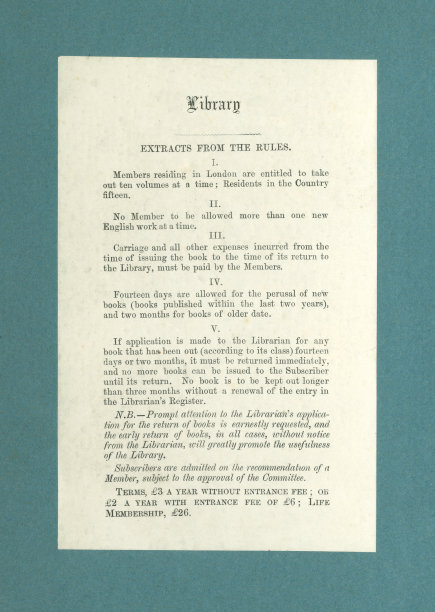 Library
EXTRACTS FROM THE RULES.
I.
Members residing in London are entitled to take
out ten volumes at a time; Residents in the Country
fifteen.
II.
No Member to be allowed more than one new
English work at a time.
III.
Carriage and all other expenses incurred from the
time of issuing the book to the time of its return to
the Library, must be paid by the Members.
IV.
Fourteen days are allowed for the perusal of new
books (books published within the last two years),
and two months for books of older date.
V.
If application is made to the Librarian for any
book that has been out (according to its class) fourteen
days or two months, it must be returned immediately,
and no more books can be issued to the Subscriber
until its return. No book is to be kept out longer
than three months without a renewal of the entry in
the Librarian's Register.
N.B.—Prompt attention to the Librarian's applica-
tion for the return of books is earnestly requested, and
the early return of books, in all cases, without notice
from the Librarian, will greatly promote the usefulness
of the Library.
Subscribers are admitted on the recommendation of a
Member, subject to the approval of the Committee.
TERMS, £3 A YEAR WITHOUT ENTRANCE FEE; OR
£2 A YEAR WITH ENTRANCE FEE OF £6; LIFE
MEMBERSHIP, £26.